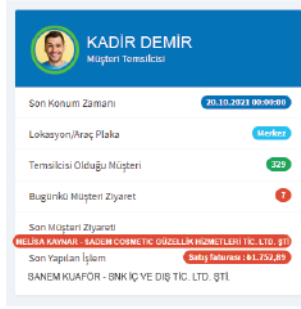 KADİR DEMİR
Müşteri Temsilcisi
Son Konum Zamanı 20.10.2021 00:00:00
Lokasyon/Araç Plaka Merkez
Temsilcisi Olduğu Müşteri 329
Bugünkü Müşteri Ziyaret 7
Son Müşteri Ziyareti
MELİSA KAYNAR - SADEM COSMETIC GÜZELLİK HİZMETLERİ TİC. LTD. ŞTİ
Son Yapılan İşlem Satış faturası : ₺1.752,89
SANEM KUAFÖR - SNK İÇ VE DIŞ TİC. LTD. ŞTİ.